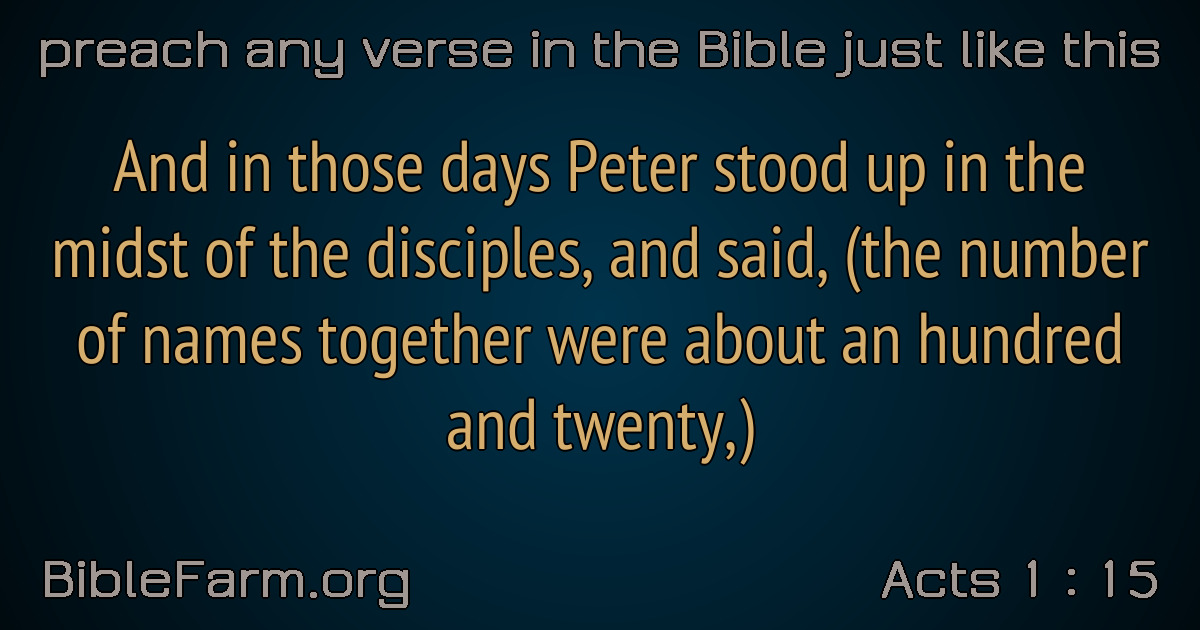 preach any verse in the Bible just like this
And in those days Peter stood up in the
midst of the disciples, and said, (the number
of names together were about an hundred
and twenty,)
BibleFarm.org
Acts 1 : 15